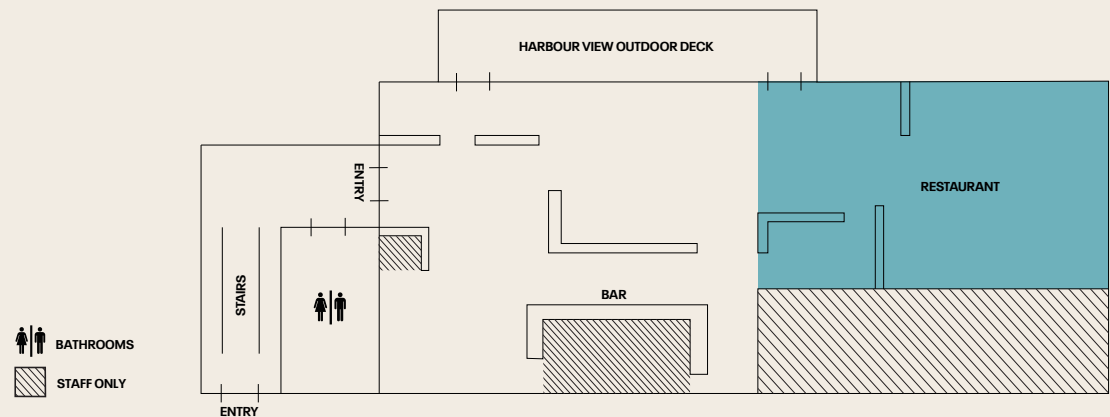 HARBOUR VIEW OUTDOOR DECK
ENTRY
RESTAURANT
STAIRS
BAR
BATHROOMS
STAFF ONLY
ENTRY